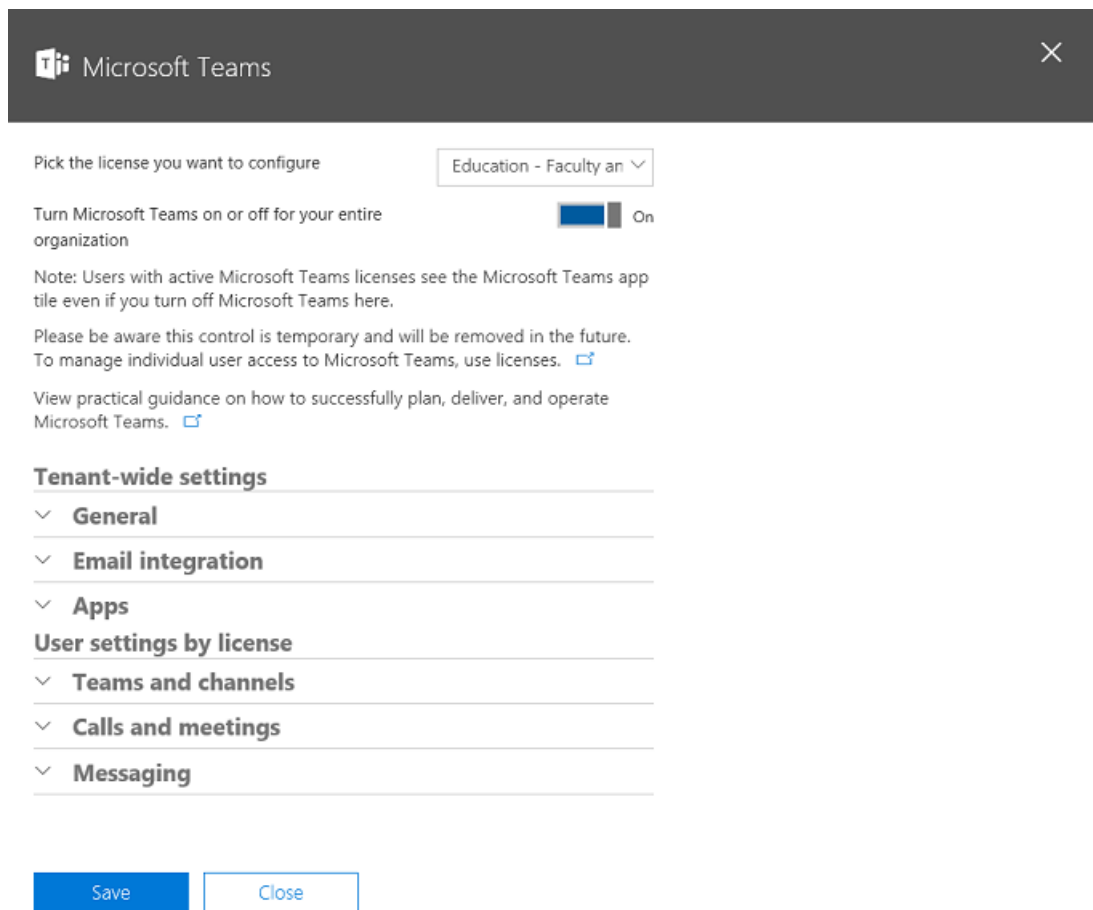 Microsoft Teams
Pick the license you want to configure
Education - Faculty an
Turn Microsoft Teams on or off for your entire
organization
On
Note: Users with active Microsoft Teams licenses see the Microsoft Teams app
tile even if you turn off Microsoft Teams here.
Please be aware this control is temporary and will be removed in the future.
To manage individual user access to Microsoft Teams, use licenses.
View practical guidance on how to successfully plan, deliver, and operate
Microsoft Teams.
Tenant-wide settings
General
Email integration
Apps
User settings by license
Teams and channels
Calls and meetings
Messaging
Save
Close